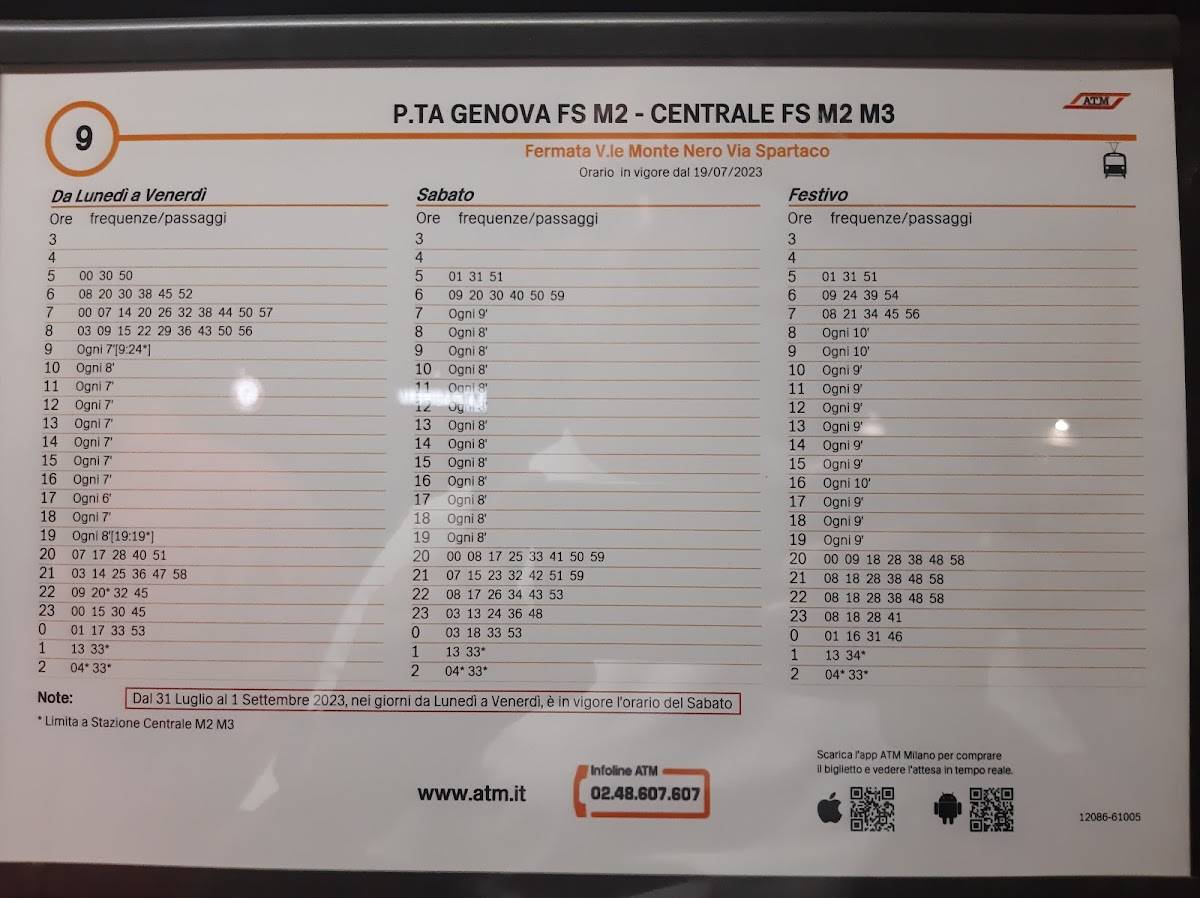 9
P.TA GENOVA FS M2 - CENTRALE FS M2 M3
ATM
Fermata V.le Monte Nero Via Spartaco
Orario in vigore dal 19/07/2023
Da Lunedì a Venerdì
Ore frequenze/passaggi
3
4
5 00 30 50
6 08 20 30 38 45 52
7 00 07 14 20 26 32 38 44 50 57
8 03 09 15 22 29 36 43 50 56
9 Ogni 7'[9:24*]
10 Ogni 8'
11 Ogni 7'
12 Ogni 7'
13 Ogni 7'
14 Ogni 7'
15 Ogni 7'
16 Ogni 7'
17 Ogni 6'
18 Ogni 7'
19 Ogni 8'[19:19*]
20 07 17 28 40 51
21 03 14 25 36 47 58
22 09 20* 32 45
23 00 15 30 45
0 01 17 33 53
1 13 33*
2 04* 33*
Sabato
Ore frequenze/passaggi
3
4
5 01 31 51
6 09 20 30 40 50 59
7 Ogni 9'
8 Ogni 8'
9 Ogni 8'
10 Ogni 8'
11 Ogni 8'
12 Ogni
13 Ogni 8'
14 Ogni 8'
15 Ogni 8'
16 Ogni 8'
17 Ogni 8'
18 Ogni 8'
19 Ogni 8'
20 00 08 17 25 33 41 50 59
21 07 15 23 32 42 51 59
22 08 17 26 34 43 53
23 03 13 24 36 48
0 03 18 33 53
1 13 33*
2 04* 33*
Festivo
Ore frequenze/passaggi
3
4
5 01 31 51
6 09 24 39 54
7 08 21 34 45 56
8 Ogni 10'
9 Ogni 10'
10 Ogni 9'
11 Ogni 9'
12 Ogni 9'
13 Ogni 9'
14 Ogni 9'
15 Ogni 9'
16 Ogni 10'
17 Ogni 9'
18 Ogni 9'
19 Ogni 9'
20 00 09 18 28 38 48 58
21 08 18 28 38 48 58
22 08 18 28 38 48 58
23 08 18 28 41
0 01 16 31 46
1 13 34*
2 04* 33*
Note: Dal 31 Luglio al 1 Settembre 2023, nei giorni da Lunedì a Venerdì, è in vigore l'orario del Sabato
* Limita a Stazione Centrale M2 M3
www.atm.it
Infoline ATM
02.48.607.607
Scarica l'app ATM Milano per comprare
il biglietto e vedere l'attesa in tempo reale.
12086-61005